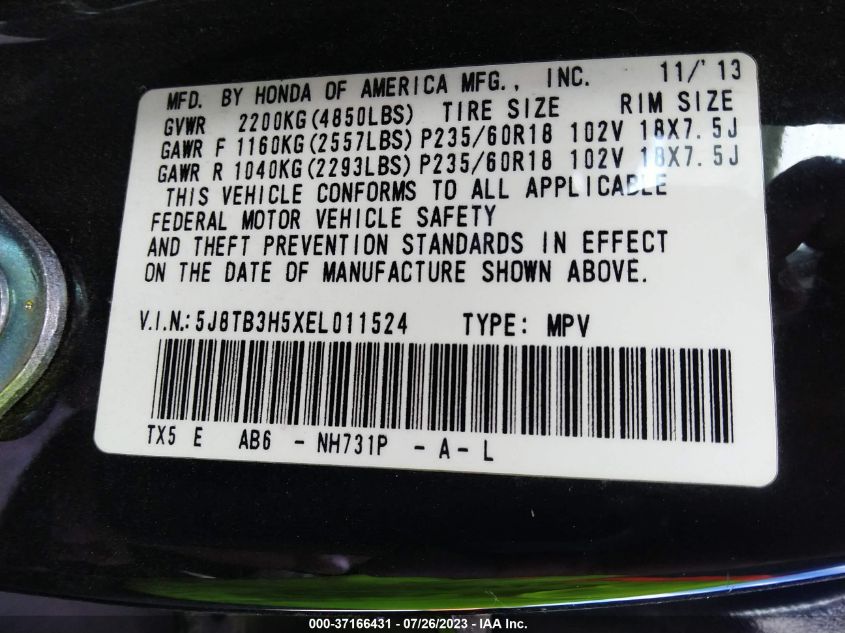 MFD. BY HONDA OF AMERICA MFG., INC. 11/'13
GVWR 2200KG(4850LBS) TIRE SIZE RIM SIZE
GAWR F 1160KG(2557LBS) P235/60R18 102V 18X7.5J
GAWR R 1040KG(2293LBS) P235/60R18 102V 18X7.5J
THIS VEHICLE CONFORMS TO ALL APPLICABLE
FEDERAL MOTOR VEHICLE SAFETY
AND THEFT PREVENTION STANDARDS IN EFFECT
ON THE DATE OF MANUFACTURE SHOWN ABOVE.
V.I.N.: 5J8TB3H5XEL011524 TYPE: MPV
TX5 E AB6 - NH731P - A - L
000-37166431 - 07/26/2023 - IAA Inc.